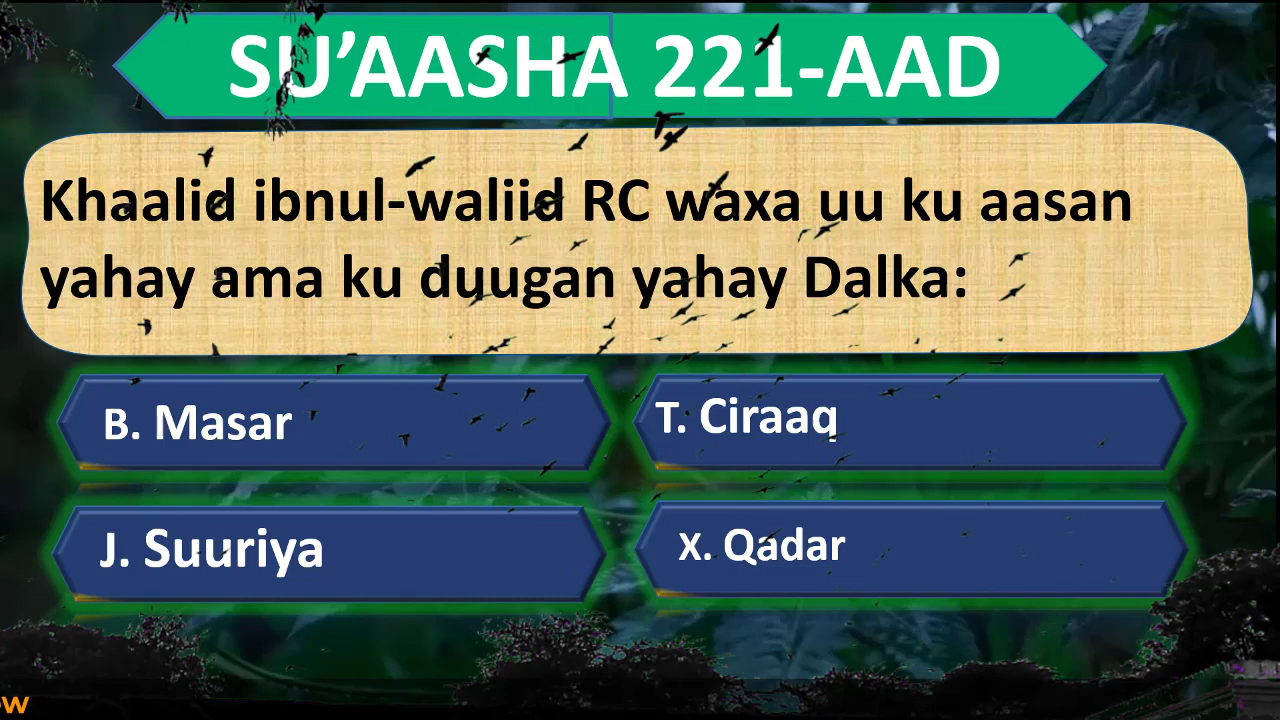 SU’AASHA 221-AAD
Khaalid ibnul-waliid RC waxa uu ku aasan
yahay ama ku duugan yahay Dalka:
B. Masar
T. Ciraaq
J. Suuriya
X. Qadar